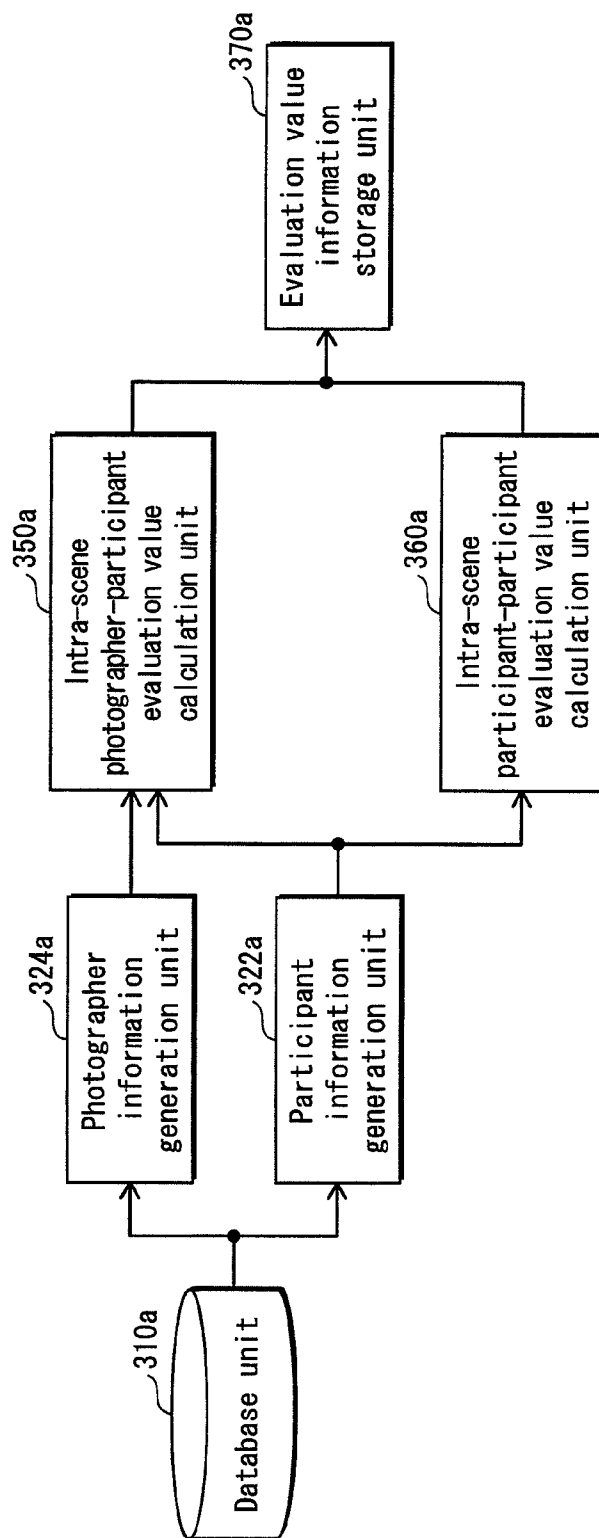 310a
Database unit
324a
Photographer
information
generation unit
322a
Participant
information
generation unit
350a
Intra-scene
photographer-participant
evaluation value
calculation unit
360a
Intra-scene
participant-participant
evaluation value
calculation unit
370a
Evaluation value
information
storage unit